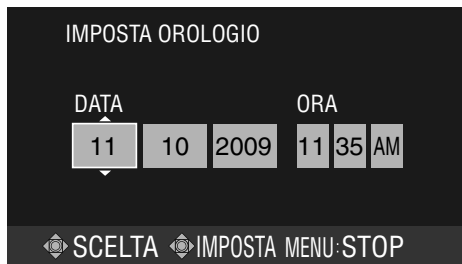 IMPOSTA OROLOGIO
DATA ORA
11 10 2009 11 35 AM
SCELTA IMPOSTA MENU:STOP